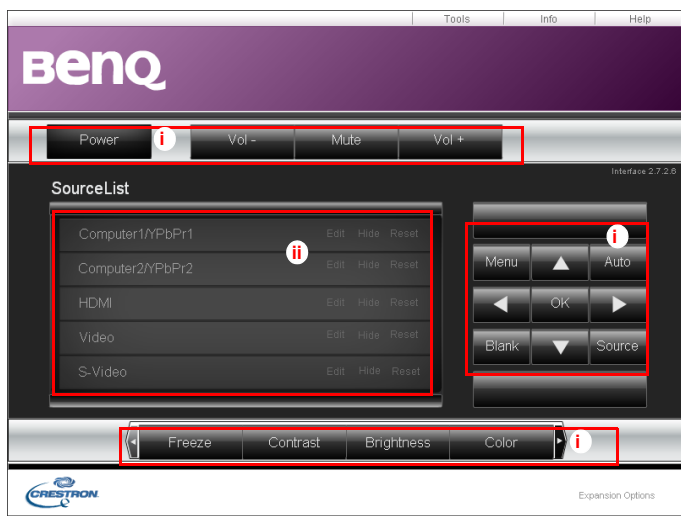 Tools Info Help
BenQ
Power i Vol - Mute Vol +
Interface 2.7.2.6
SourceList
Computer1/YPbPr1 Edit Hide Reset
ii
Computer2/YPbPr2 Edit Hide Reset
HDMI Edit Hide Reset
Video Edit Hide Reset
S-Video Edit Hide Reset
i
Menu Auto
OK
Blank Source
Freeze Contrast Brightness Color i
CRESTRON
Expansion Options